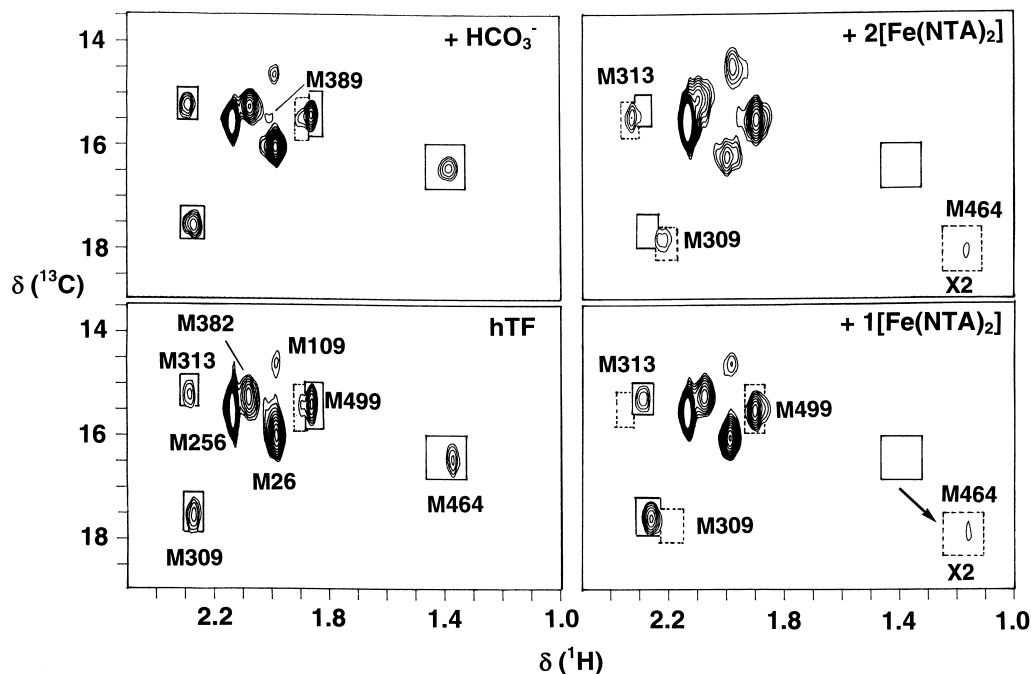 + HCO3-
M389
14
16
18
δ (13C)
+ 2[Fe(NTA)2]
M313
M309
M464
X2
hTF
M382
M313
M109
M499
M256
M26
M464
M309
14
16
18
2.2
1.8
1.4
1.0
+ 1[Fe(NTA)2]
M313
M499
M309
M464
X2
2.2
1.8
1.4
1.0
δ (1H)